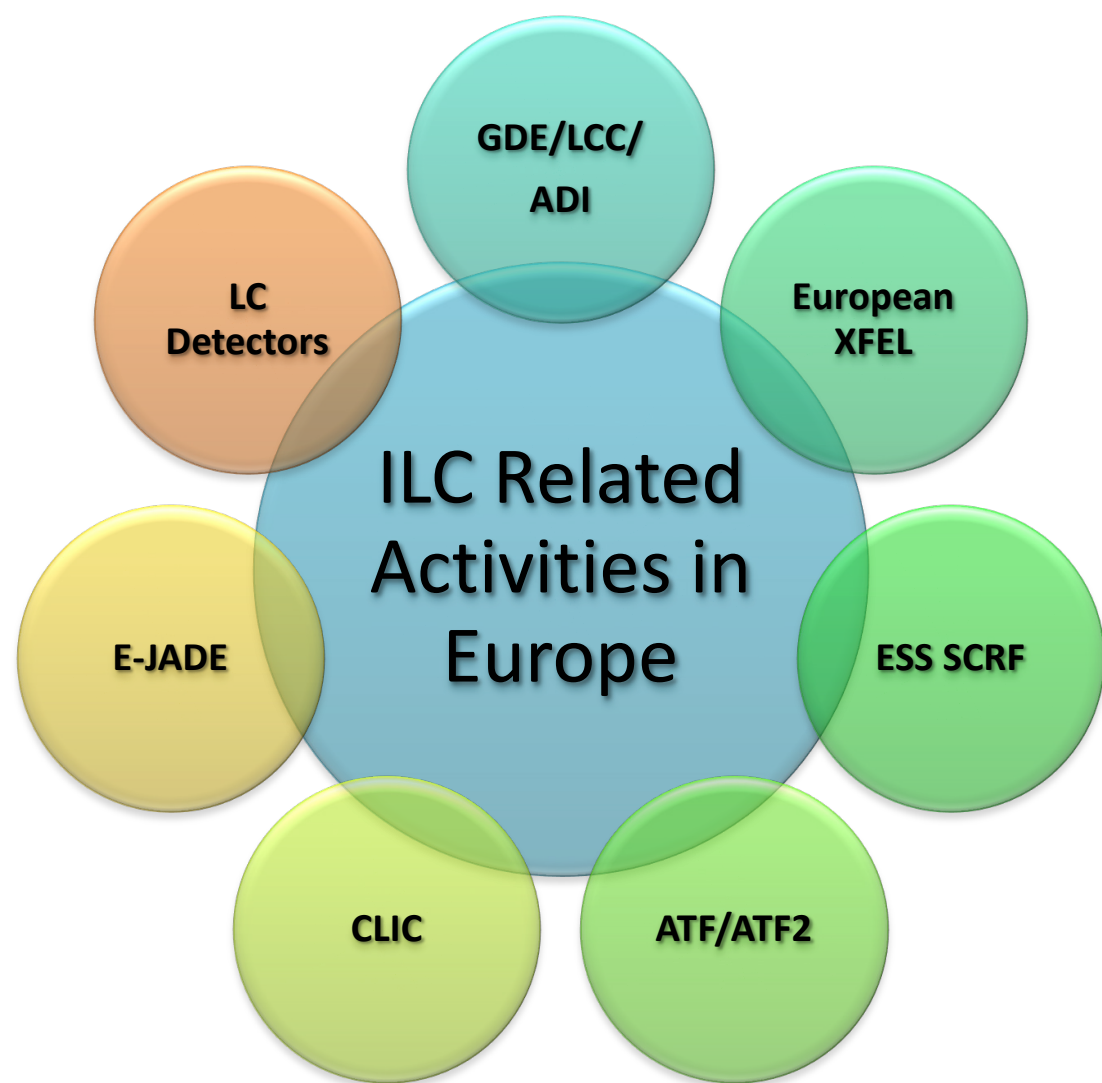 GDE/LCC/
ADI
LC
Detectors
European
XFEL
ILC Related
Activities in
Europe
E-JADE
ESS SCRF
CLIC
ATF/ATF2